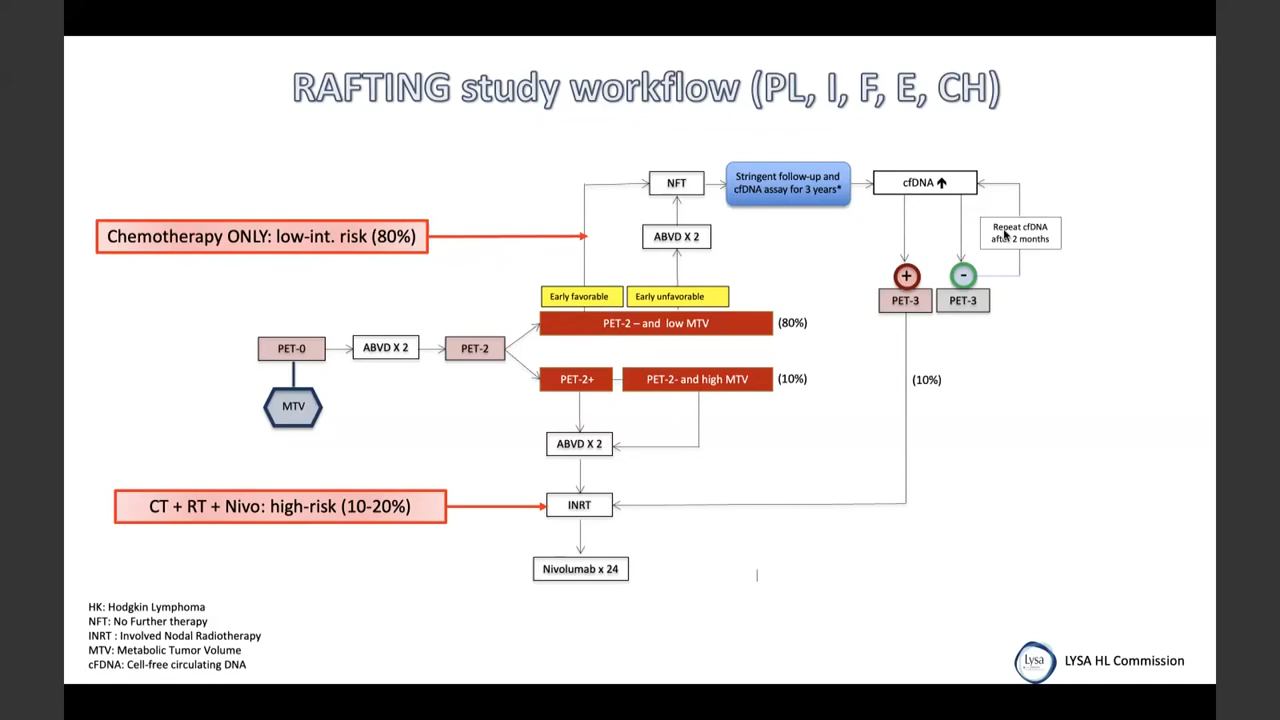 RAFTING study workflow (PL, I, F, E, CH)
NFT
Stringent follow-up and
cfDNA assay for 3 years*
cfDNA
Chemotherapy ONLY: low-int. risk (80%)
ABVD X 2
Repeat cfDNA
after 2 months
+
-
Early favorable
Early unfavorable
PET-3
PET-3
PET-2 – and low MTV
(80%)
PET-0
ABVD X 2
PET-2
PET-2+
PET-2- and high MTV
(10%)
(10%)
MTV
ABVD X 2
CT + RT + Nivo: high-risk (10-20%)
INRT
Nivolumab x 24
HK: Hodgkin Lymphoma
NFT: No Further therapy
INRT : Involved Nodal Radiotherapy
MTV: Metabolic Tumor Volume
cFDNA: Cell-free circulating DNA
Lysa
LYSA HL Commission